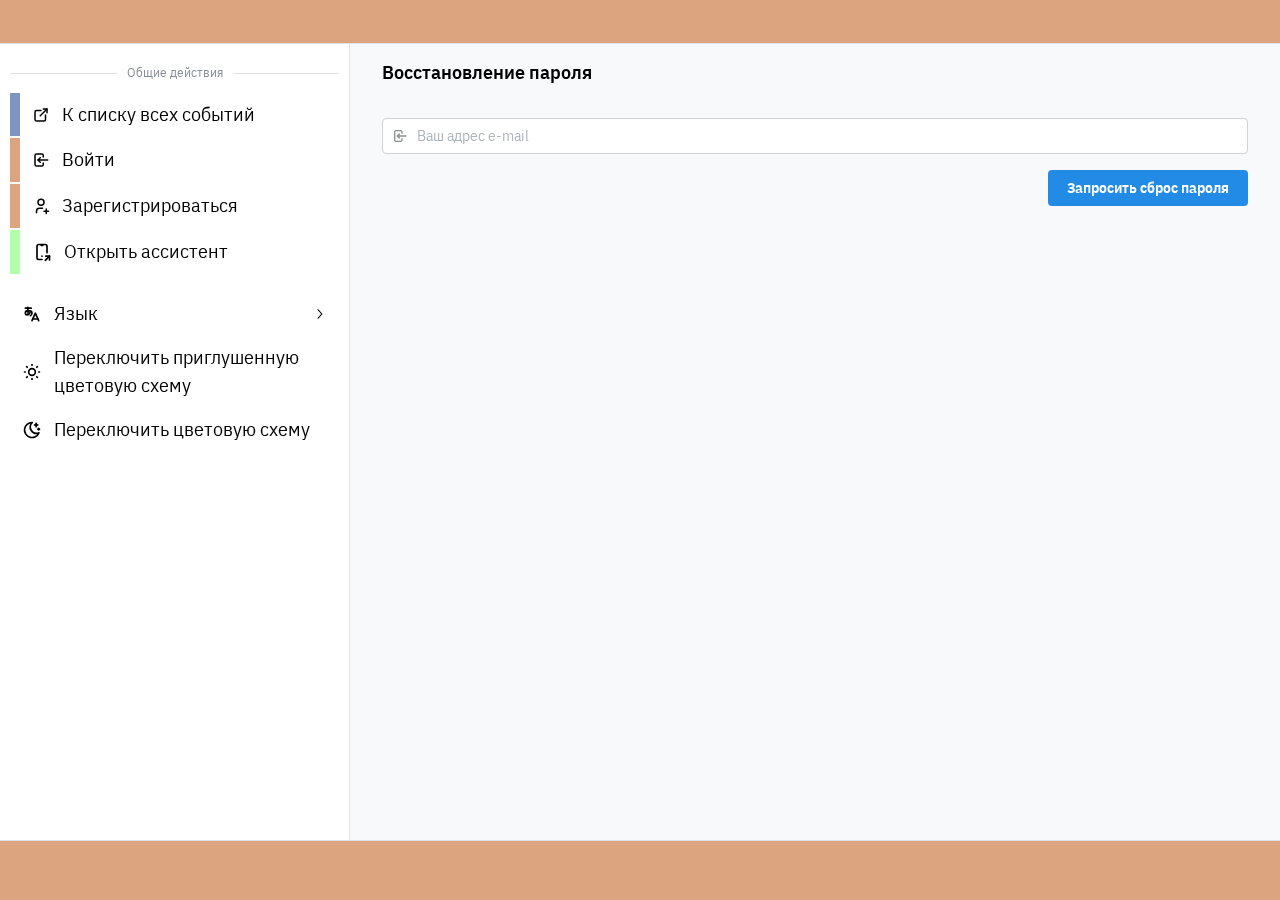 Общие действия
К списку всех событий
Войти
Зарегистрироваться
Открыть ассистент
Язык
Переключить приглушенную
цветовую схему
Переключить цветовую схему
Восстановление пароля
Ваш адрес e-mail
Запросить сброс пароля